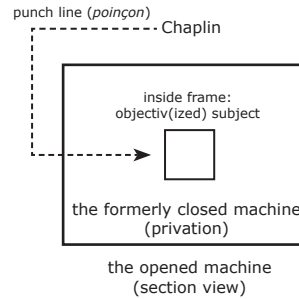 punch line (poinçon)
Chaplin
inside frame:
objectiv(ized) subject
the formerly closed machine
(privation)
the opened machine
(section view)